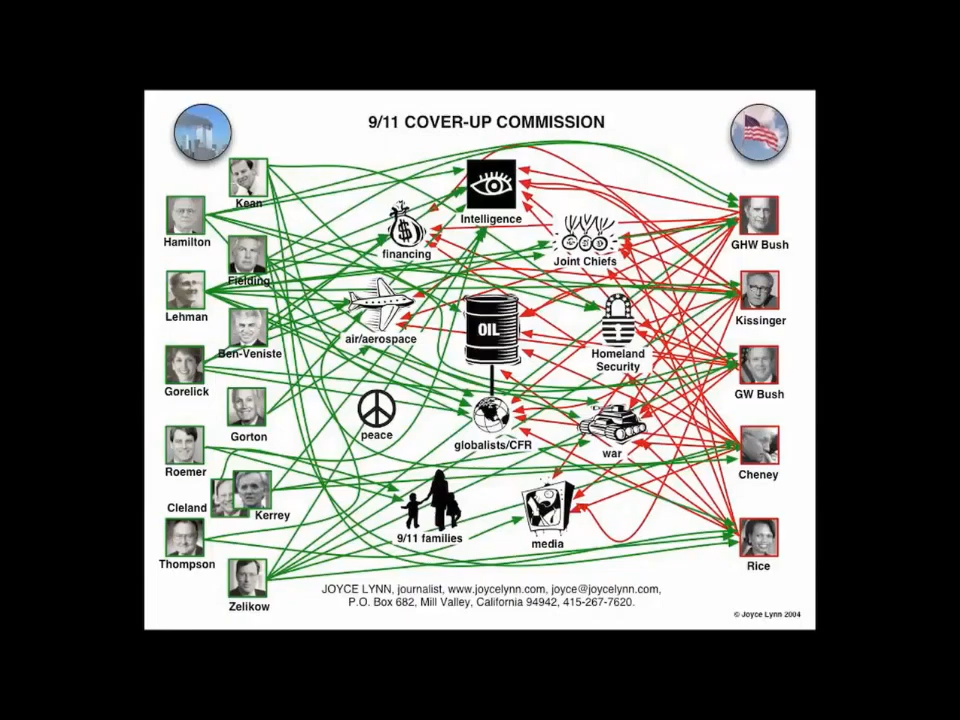 9/11 COVER-UP COMMISSION
Kean
Hamilton
Fielding
Lehman
Ben-Veniste
Gorelick
Gorton
Roemer
Cleland
Kerrey
Thompson
Zelikow
Intelligence
financing
Joint Chiefs
air/aerospace
OIL
Homeland
Security
peace
globalists/CFR
war
9/11 families
media
GHW Bush
Kissinger
GW Bush
Cheney
Rice
JOYCE LYNN, journalist, www.joycelynn.com, joyce@joycelynn.com,
P.O. Box 682, Mill Valley, California 94942, 415-267-7620.
© Joyce Lynn 2004